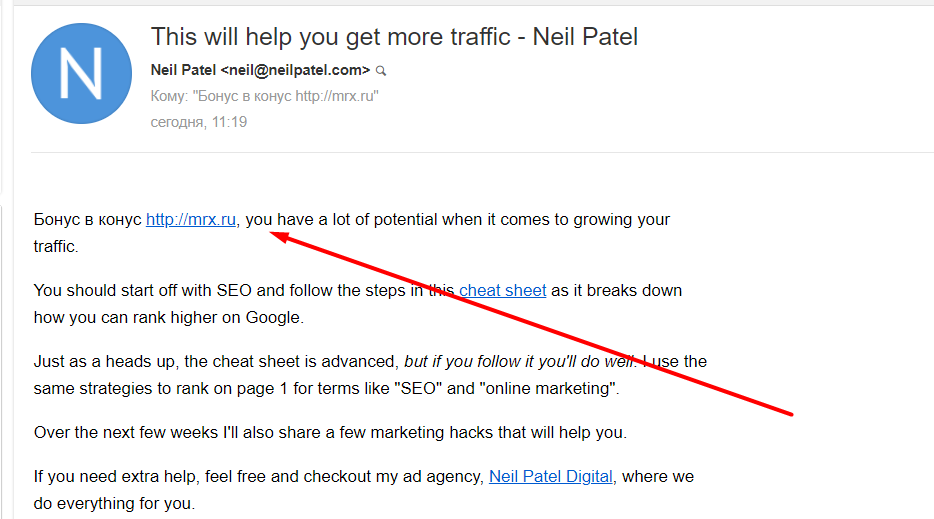 This will help you get more traffic - Neil Patel
N
Neil Patel <neil@neilpatel.com>
Кому: "Бонус в конус http://mrx.ru"
сегодня, 11:19
Бонус в конус http://mrx.ru, you have a lot of potential when it comes to growing your
traffic.
You should start off with SEO and follow the steps in this cheat sheet as it breaks down
how you can rank higher on Google.
Just as a heads up, the cheat sheet is advanced, but if you follow it you'll do well. I use the
same strategies to rank on page 1 for terms like "SEO" and "online marketing".
Over the next few weeks I'll also share a few marketing hacks that will help you.
If you need extra help, feel free and checkout my ad agency, Neil Patel Digital, where we
do everything for you.